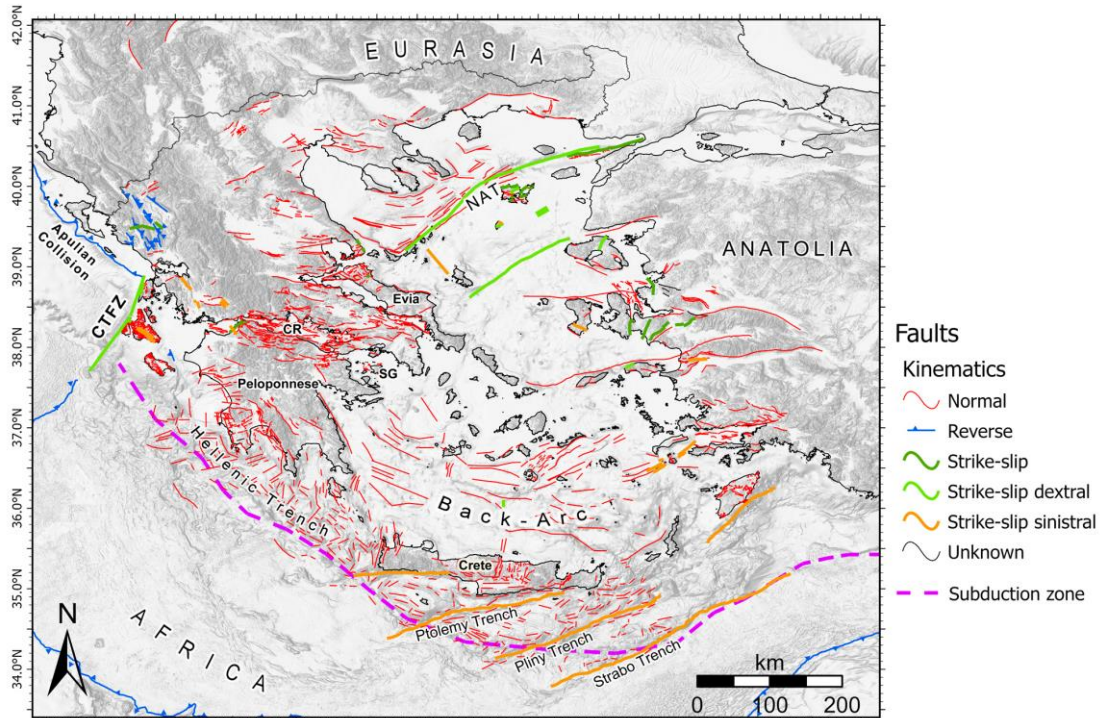 42.0°N
41.0°N
40.0°N
39.0°N
38.0°N
37.0°N
36.0°N
35.0°N
34.0°N
EURASIA
NAT
ANATOLIA
Apulian
Collision
CTFZ
Evia
CR
SG
Peloponnese
Hellenic Trench
Back-Arc
Crete
Ptolemy Trench
Pliny Trench
Strabo Trench
AFRICA
N
km
0 100 200
Faults
Kinematics
Normal
Reverse
Strike-slip
Strike-slip dextral
Strike-slip sinistral
Unknown
Subduction zone